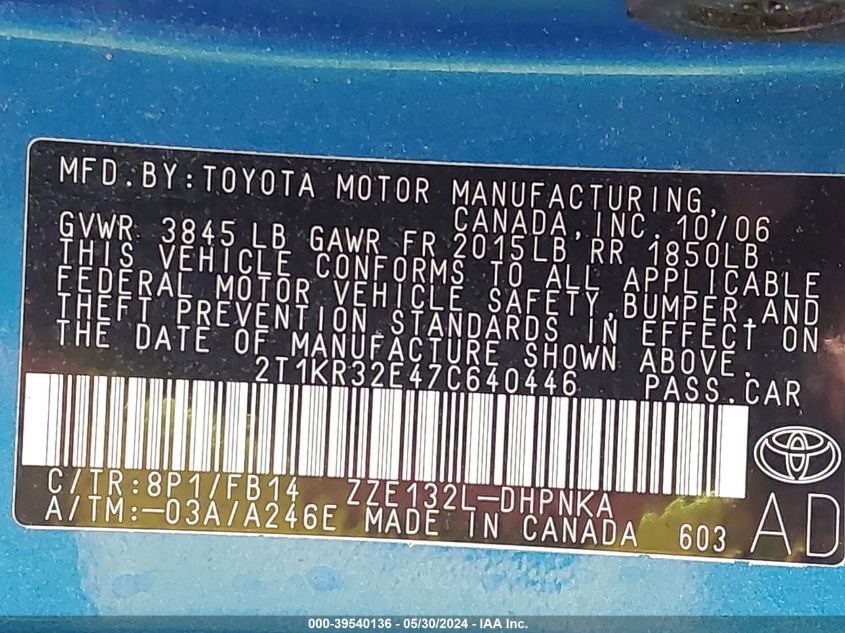 MFD.BY:TOYOTA MOTOR MANUFACTURING,
CANADA,INC. 10/06
GVWR 3845 LB GAWR FR 2015LB RR 1850LB
THIS VEHICLE CONFORMS TO ALL APPLICABLE
FEDERAL MOTOR VEHICLE SAFETY,BUMPER,AND
THEFT PREVENTION STANDARDS IN EFFECT ON
THE DATE OF MANUFACTURE SHOWN ABOVE.
2T1KR32E47C640446 PASS.CAR
C/TR:8P1/FB14 ZZE132L-DHPNKA
A/TM:-03A/A246E MADE IN CANADA 603
AD
000-39540136 - 05/30/2024 - IAA Inc.